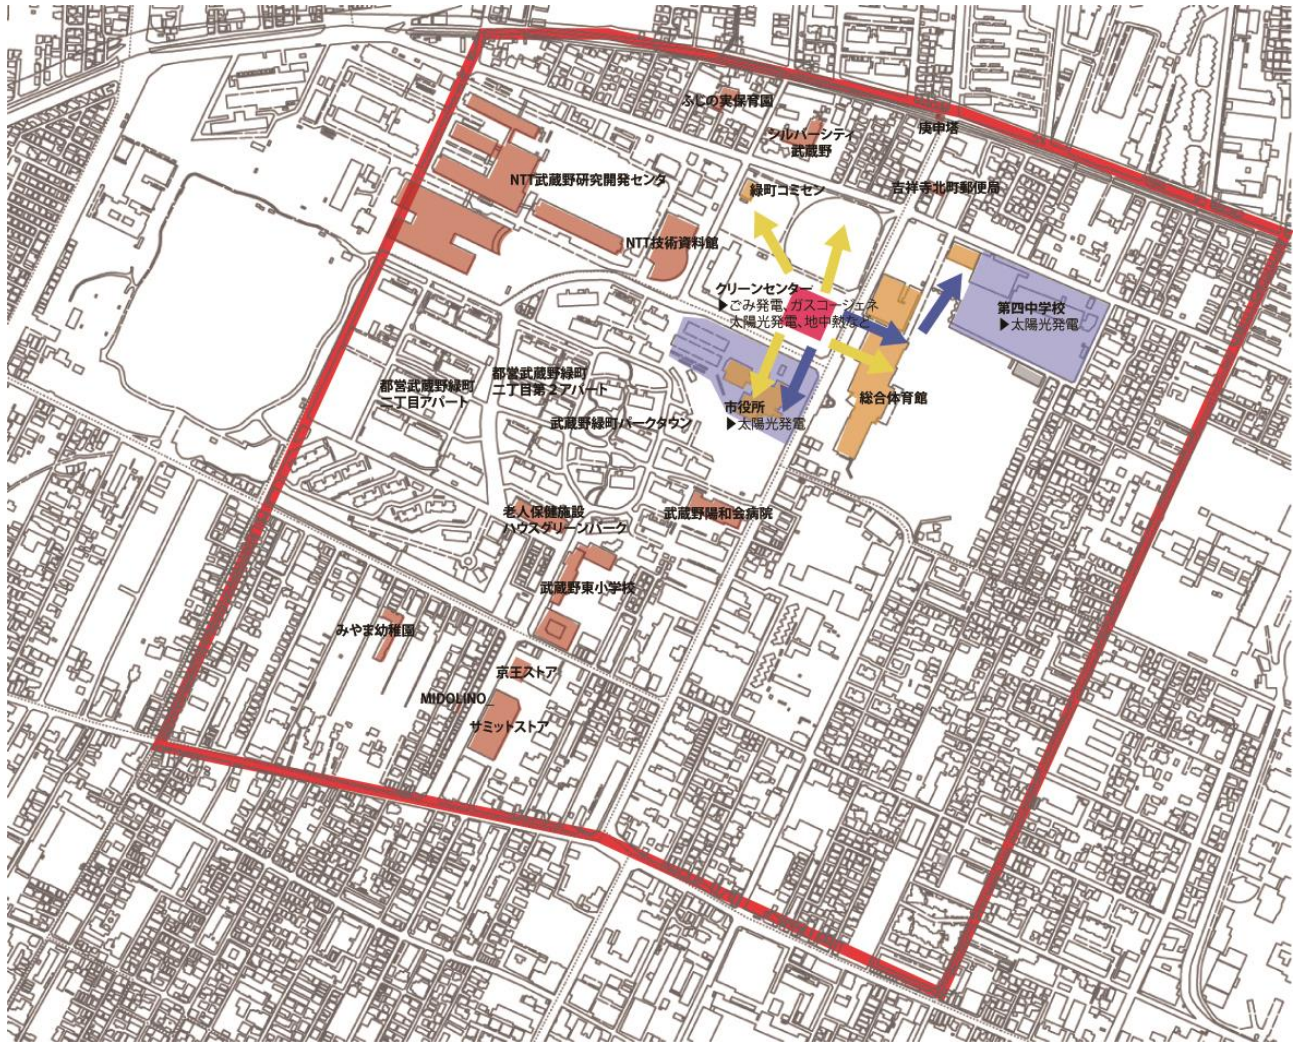 ふじの実保育園
庚申塔
シルバーシティ
武蔵野
NTT武蔵野研究開発センタ
緑町コミセン
吉祥寺北町郵便局
NTT技術資料館
クリーンセンター
▶ごみ発電、ガスコージェネ
太陽光発電、地中熱など
第四中学校
▶太陽光発電
都営武蔵野緑町
二丁目アパート
都営武蔵野緑町
二丁目第2アパート
総合体育館
市役所
▶太陽光発電
武蔵野緑町パークタウン
老人保健施設
ハウスグリーンパーク
武蔵野陽和会病院
武蔵野東小学校
みやま幼稚園
京王ストア
MIDOLINO_
サミットストア